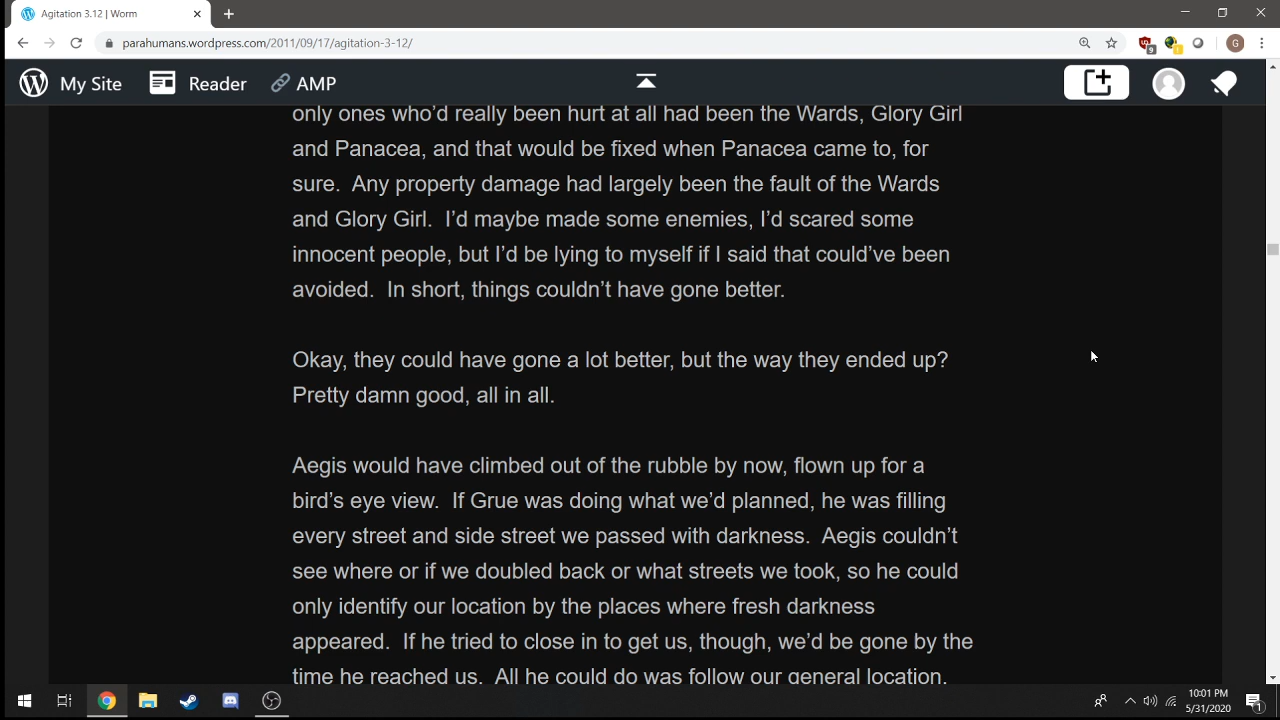 Agitation 3.12 | Worm
parahumans.wordpress.com/2011/09/17/agitation-3-12/
9
1
G
My Site
Reader
AMP
only ones who’d really been hurt at all had been the Wards, Glory Girl
and Panacea, and that would be fixed when Panacea came to, for
sure.  Any property damage had largely been the fault of the Wards
and Glory Girl.  I’d maybe made some enemies, I’d scared some
innocent people, but I’d be lying to myself if I said that could’ve been
avoided.  In short, things couldn’t have gone better.
Okay, they could have gone a lot better, but the way they ended up?
Pretty damn good, all in all.
Aegis would have climbed out of the rubble by now, flown up for a
bird’s eye view.  If Grue was doing what we’d planned, he was filling
every street and side street we passed with darkness.  Aegis couldn’t
see where or if we doubled back or what streets we took, so he could
only identify our location by the places where fresh darkness
appeared.  If he tried to close in to get us, though, we’d be gone by the
time he reached us.  All he could do was follow our general location.
10:01 PM
5/31/2020
1